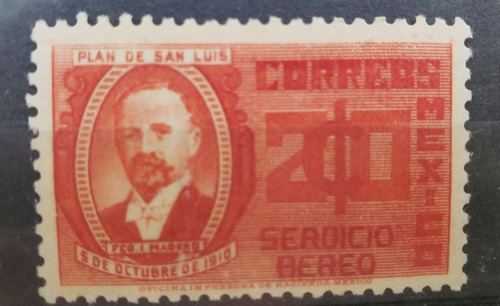 PLAN DE SAN LUIS
CORREOS
MEXICO
20¢
FCO. I. MADERO
SERVICIO
AEREO
5 DE OCTUBRE DE 1910
OFICINA IMPRESORA DE HACIENDA-MEXICO